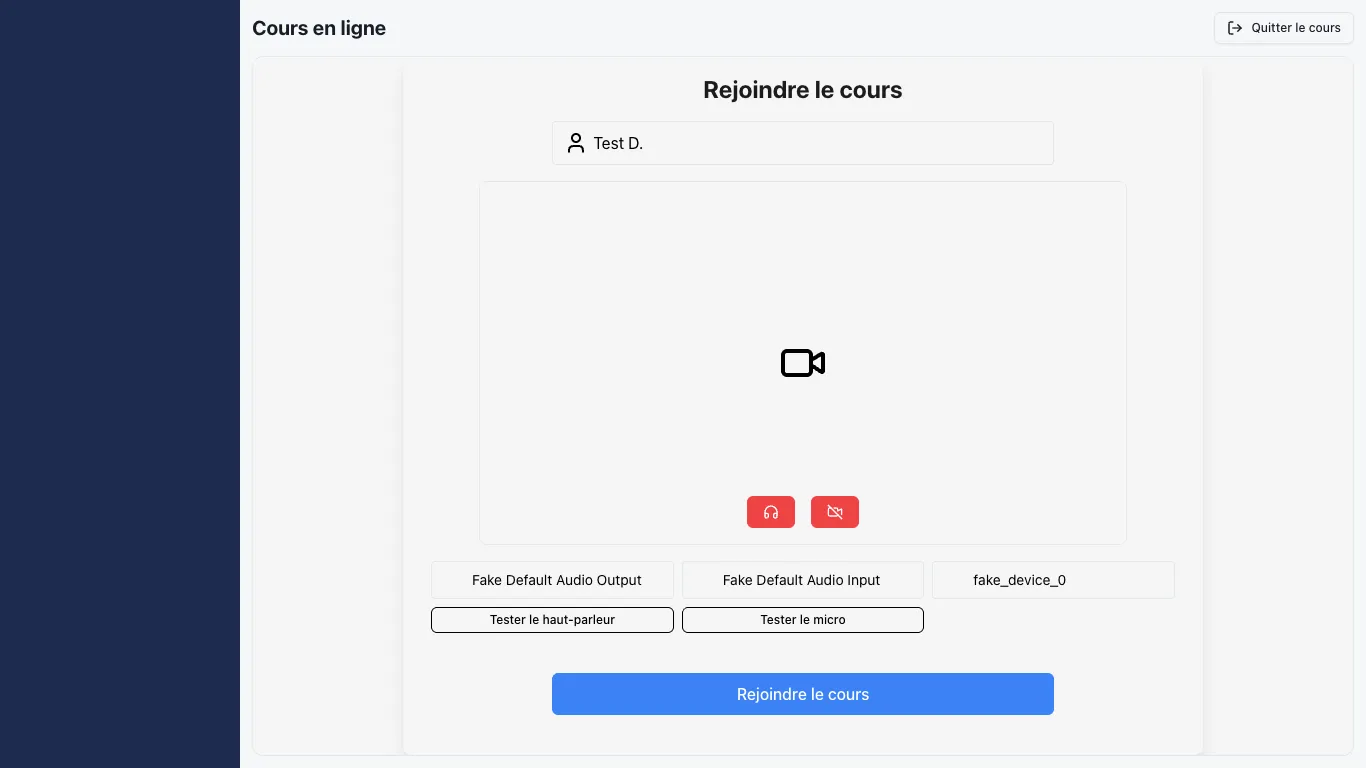 Cours en ligne
Quitter le cours
Rejoindre le cours
Test D.
Fake Default Audio Output
Fake Default Audio Input
fake_device_0
Tester le haut-parleur
Tester le micro
Rejoindre le cours